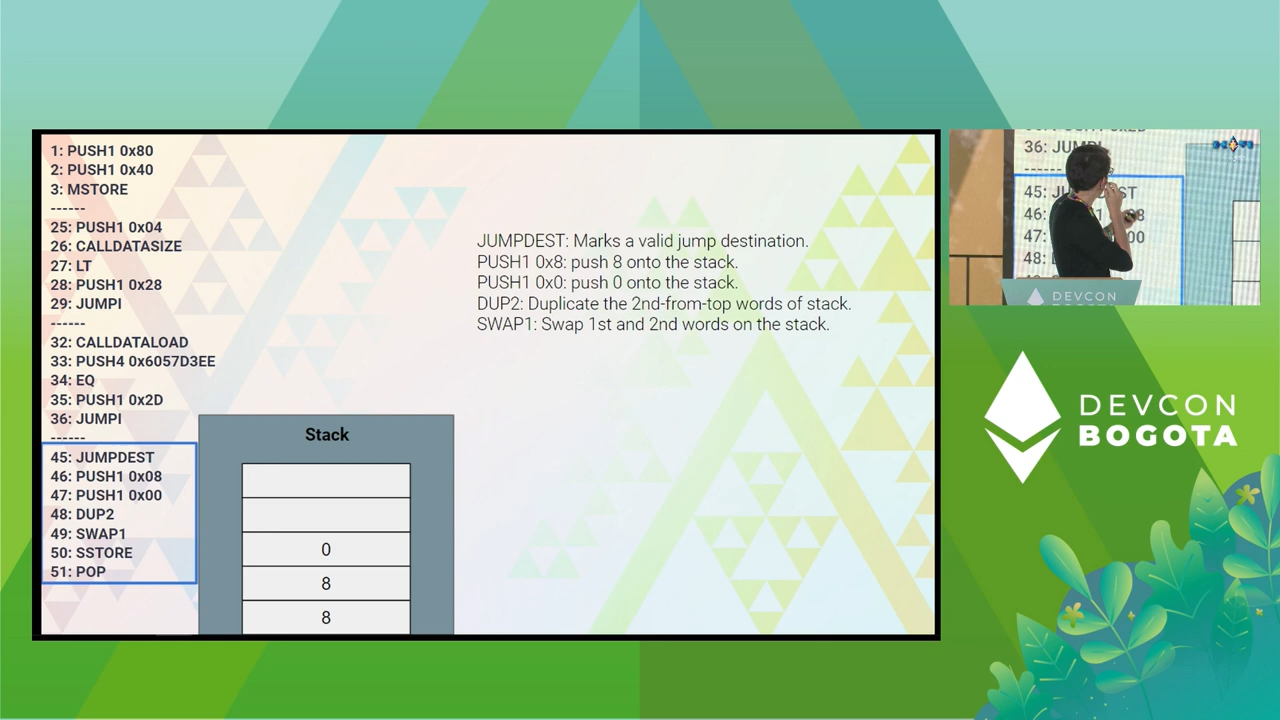 1: PUSH1 0x80
2: PUSH1 0x40
3: MSTORE
------
25: PUSH1 0x04
26: CALLDATASIZE
27: LT
28: PUSH1 0x28
29: JUMPI
------
32: CALLDATALOAD
33: PUSH4 0x6057D3EE
34: EQ
35: PUSH1 0x2D
36: JUMPI
------
45: JUMPDEST
46: PUSH1 0x08
47: PUSH1 0x00
48: DUP2
49: SWAP1
50: SSTORE
51: POP
Stack
0
8
8
JUMPDEST: Marks a valid jump destination.
PUSH1 0x8: push 8 onto the stack.
PUSH1 0x0: push 0 onto the stack.
DUP2: Duplicate the 2nd-from-top words of stack.
SWAP1: Swap 1st and 2nd words on the stack.
36: JUMPI
------
45:
46:
47:
48:
DEVCON
DEVCON
BOGOTA